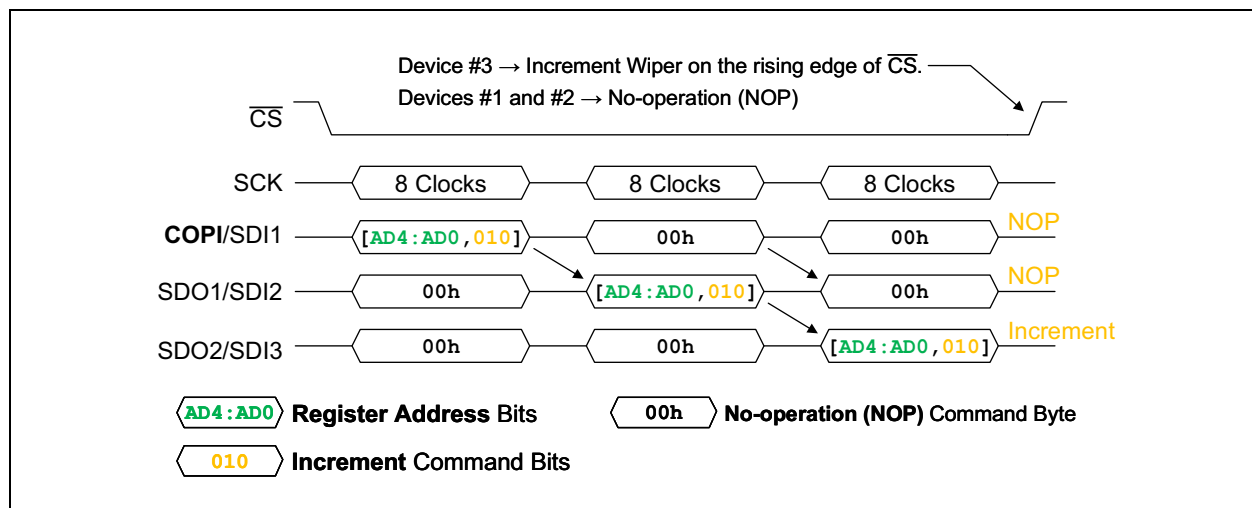 Device #3 → Increment Wiper on the rising edge of CS.
Devices #1 and #2 → No-operation (NOP)
CS
SCK 8 Clocks 8 Clocks 8 Clocks
COPI/SDI1 [AD4:AD0,010] 00h 00h NOP
SDO1/SDI2 00h [AD4:AD0,010] 00h NOP
SDO2/SDI3 00h 00h [AD4:AD0,010] Increment
AD4:AD0 Register Address Bits 00h No-operation (NOP) Command Byte
010 Increment Command Bits